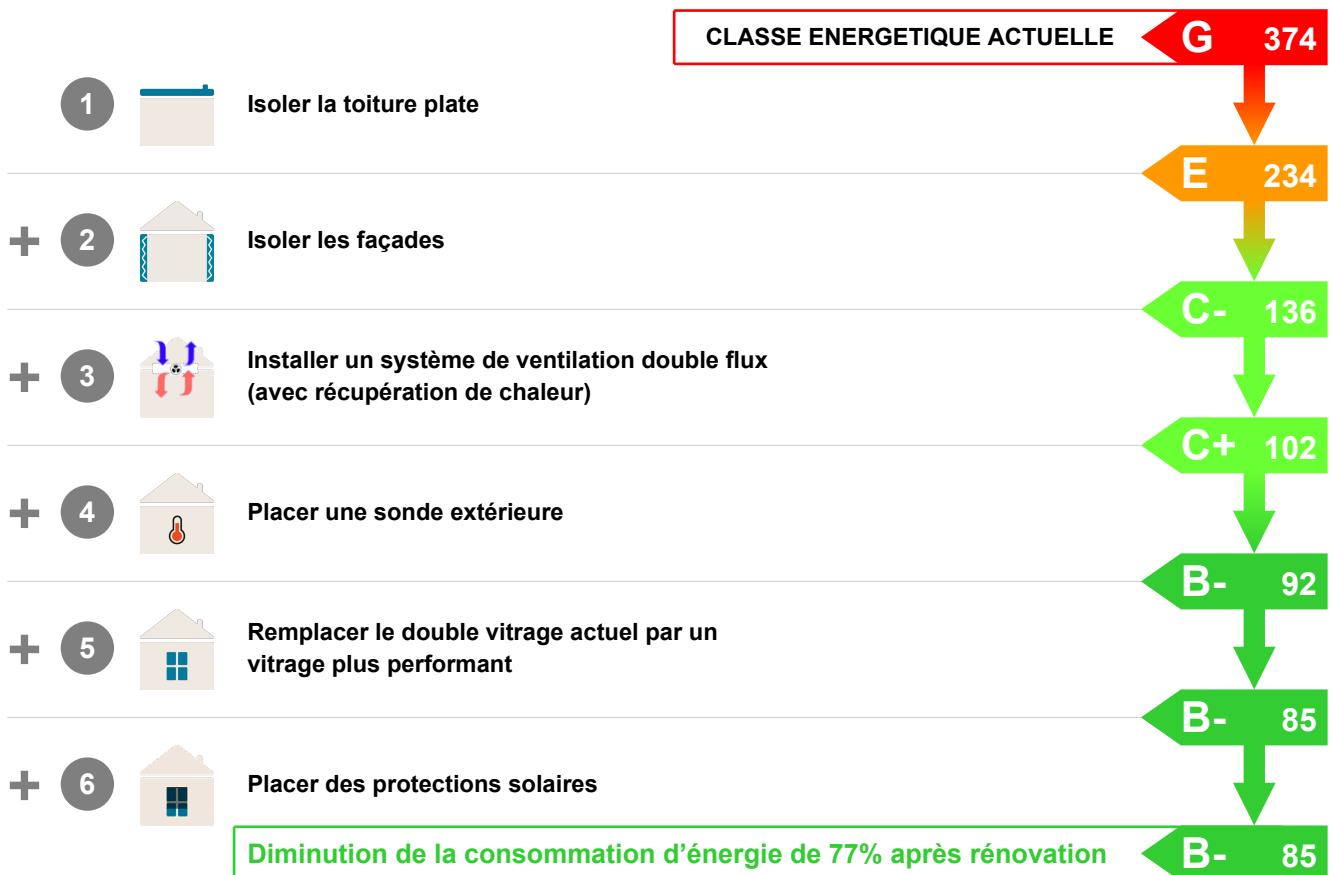 CLASSE ENERGETIQUE ACTUELLE G 374
1 Isoler la toiture plate
E 234
+ 2 Isoler les façades
C- 136
+ 3 Installer un système de ventilation double flux
(avec récupération de chaleur)
C+ 102
+ 4 Placer une sonde extérieure
B- 92
+ 5 Remplacer le double vitrage actuel par un
vitrage plus performant
B- 85
+ 6 Placer des protections solaires
Diminution de la consommation d’énergie de 77% après rénovation B- 85